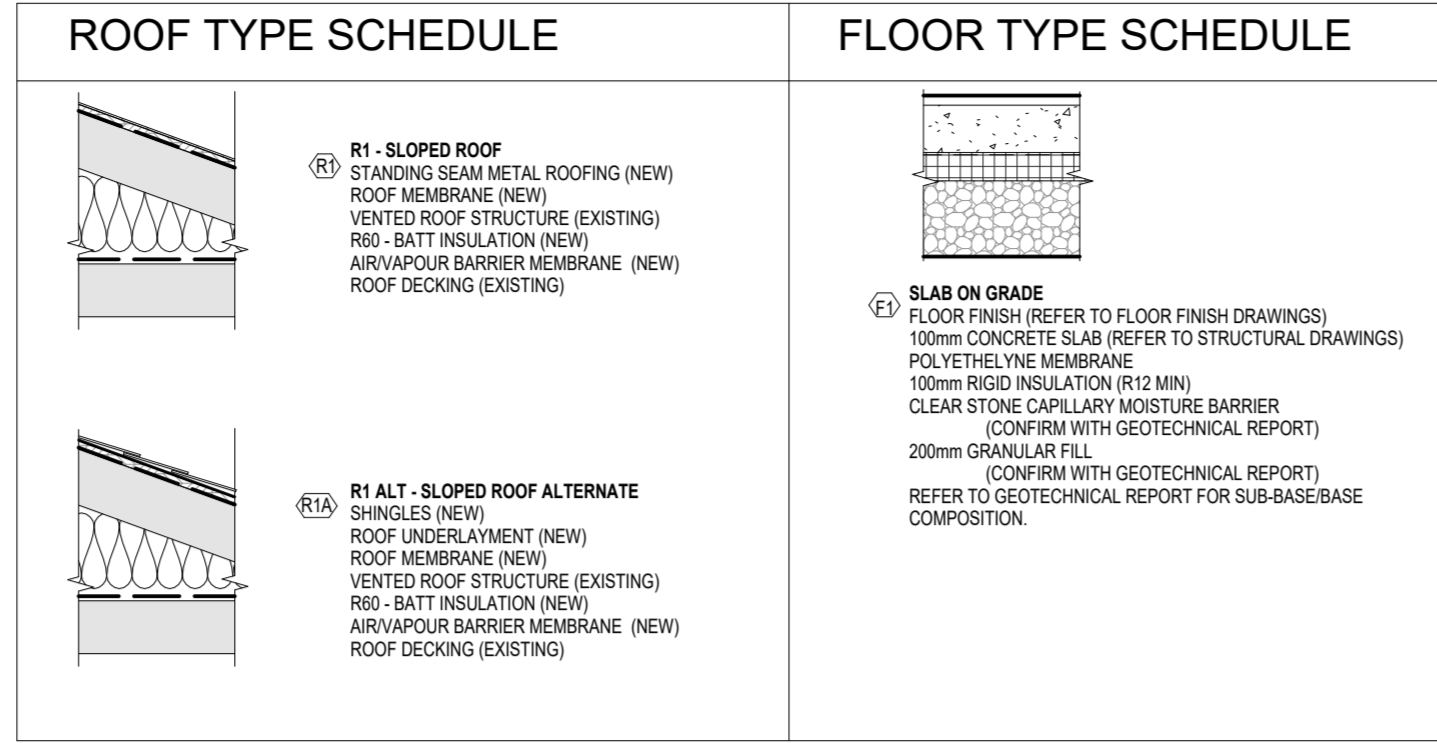 ROOF TYPE SCHEDULE
R1
R1 - SLOPED ROOF
STANDING SEAM METAL ROOFING (NEW)
ROOF MEMBRANE (NEW)
VENTED ROOF STRUCTURE (EXISTING)
R60 - BATT INSULATION (NEW)
AIR/VAPOUR BARRIER MEMBRANE (NEW)
ROOF DECKING (EXISTING)
R1A
R1 ALT - SLOPED ROOF ALTERNATE
SHINGLES (NEW)
ROOF UNDERLAYMENT (NEW)
ROOF MEMBRANE (NEW)
VENTED ROOF STRUCTURE (EXISTING)
R60 - BATT INSULATION (NEW)
AIR/VAPOUR BARRIER MEMBRANE (NEW)
ROOF DECKING (EXISTING)
FLOOR TYPE SCHEDULE
F1
SLAB ON GRADE
FLOOR FINISH (REFER TO FLOOR FINISH DRAWINGS)
100mm CONCRETE SLAB (REFER TO STRUCTURAL DRAWINGS)
POLYETHELYNE MEMBRANE
100mm RIGID INSULATION (R12 MIN)
CLEAR STONE CAPILLARY MOISTURE BARRIER
(CONFIRM WITH GEOTECHNICAL REPORT)
200mm GRANULAR FILL
(CONFIRM WITH GEOTECHNICAL REPORT)
REFER TO GEOTECHNICAL REPORT FOR SUB-BASE/BASE
COMPOSITION.